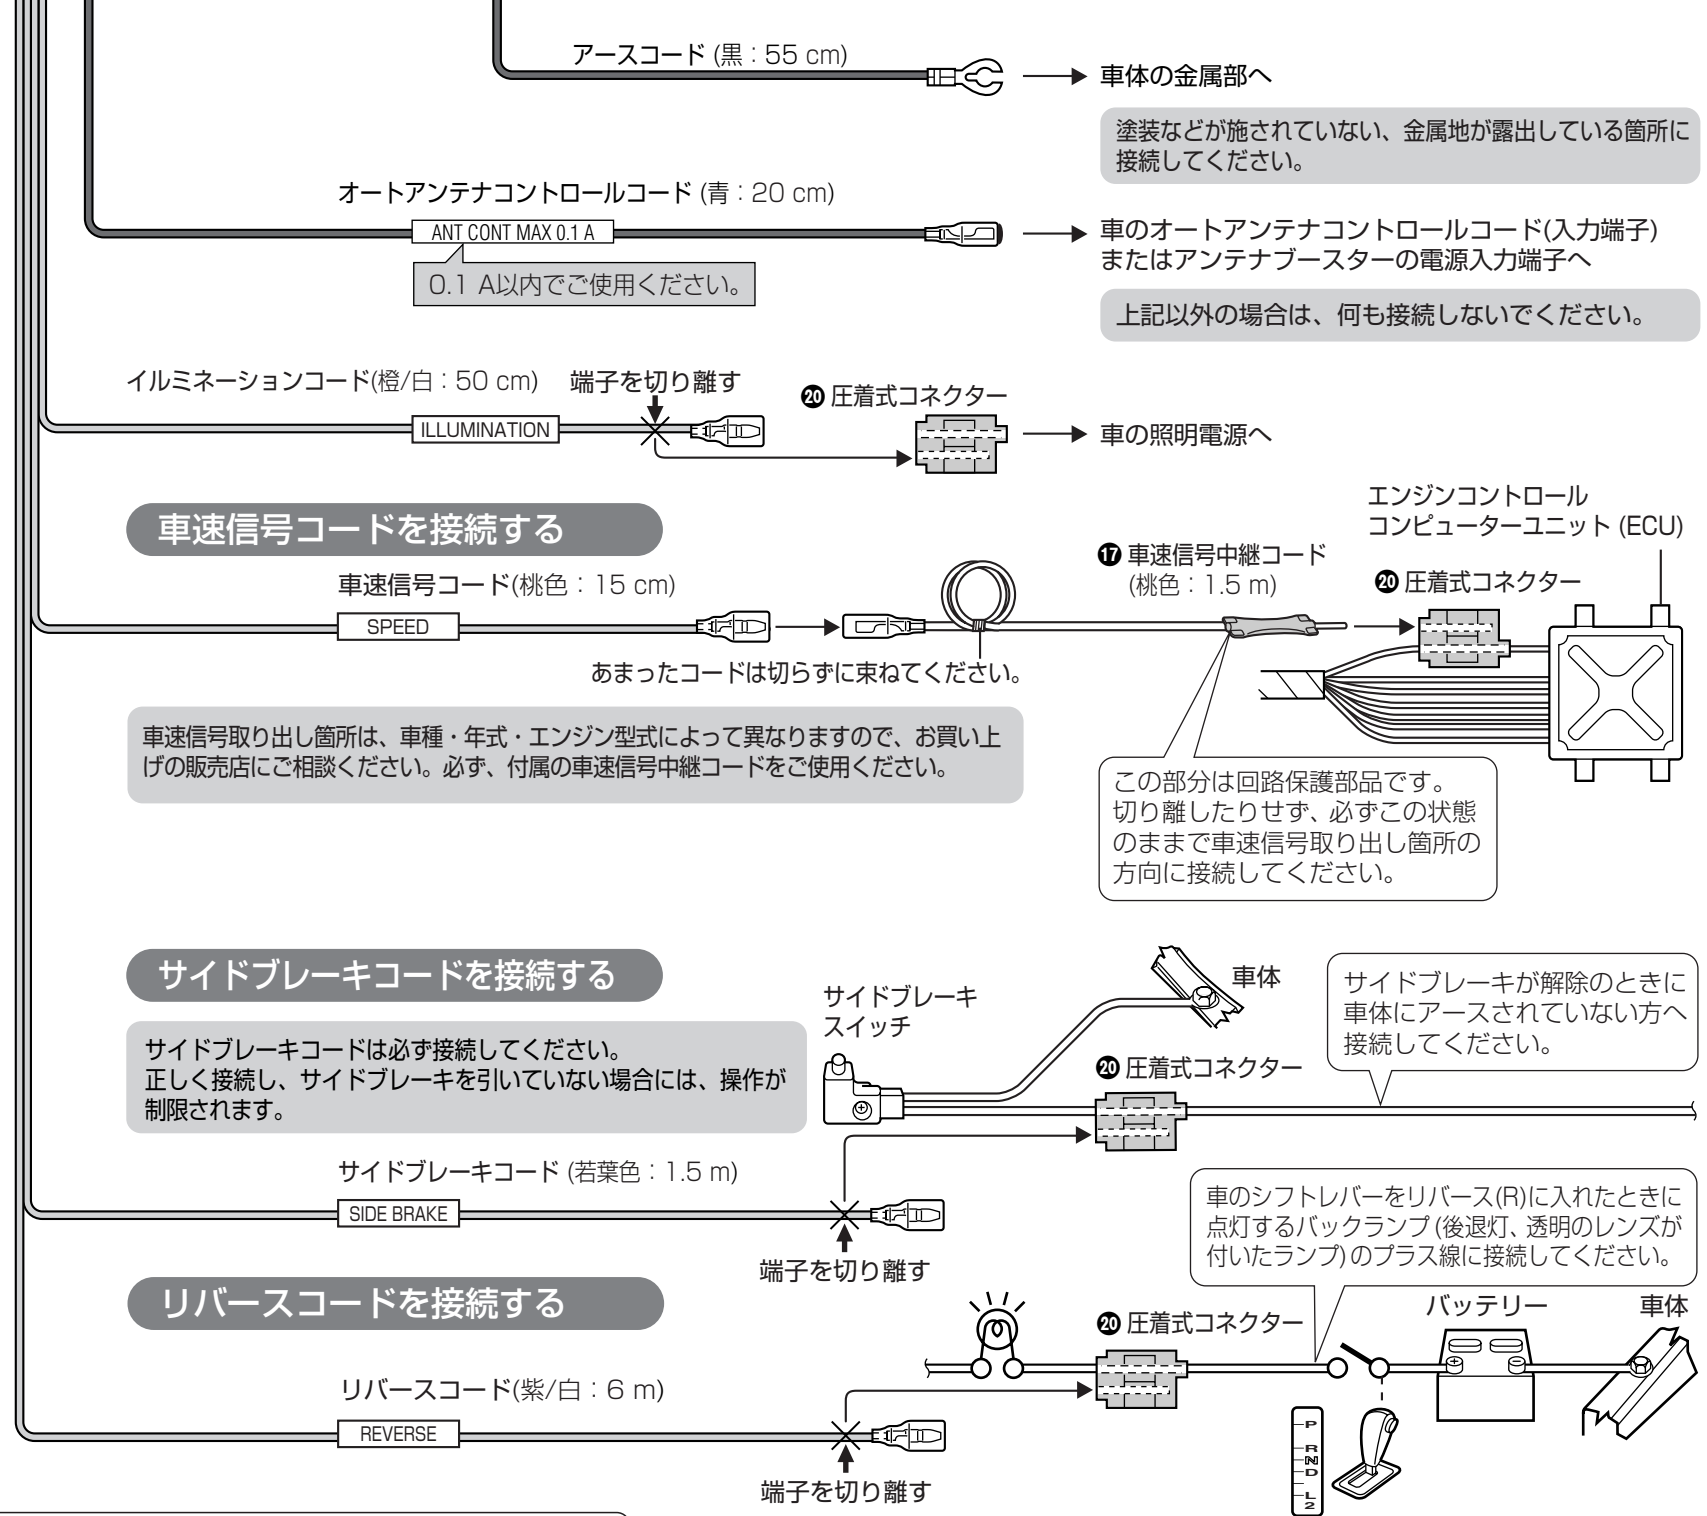 アースコード (黒：55 cm)
車体の金属部へ
塗装などが施されていない、金属地が露出している箇所に
接続してください。
オートアンテナコントロールコード (青：20 cm)
ANT CONT MAX 0.1 A
0.1 A以内でご使用ください。
車のオートアンテナコントロールコード(入力端子)
またはアンテナブースターの電源入力端子へ
上記以外の場合は、何も接続しないでください。
イルミネーションコード(橙/白：50 cm)
端子を切り離す
⓴ 圧着式コネクター
ILLUMINATION
車の照明電源へ
車速信号コードを接続する
エンジンコントロール
コンピューターユニット (ECU)
車速信号コード(桃色：15 cm)
SPEED
⓱ 車速信号中継コード
(桃色：1.5 m)
⓴ 圧着式コネクター
あまったコードは切らずに束ねてください。
車速信号取り出し箇所は、車種・年式・エンジン型式によって異なりますので、お買い上
げの販売店にご相談ください。必ず、付属の車速信号中継コードをご使用ください。
この部分は回路保護部品です。
切り離したりせず、必ずこの状態
のままで車速信号取り出し箇所の
方向に接続してください。
サイドブレーキコードを接続する
サイドブレーキコードは必ず接続してください。
正しく接続し、サイドブレーキを引いていない場合には、操作が
制限されます。
サイドブレーキ
スイッチ
車体
サイドブレーキが解除のときに
車体にアースされていない方へ
接続してください。
⓴ 圧着式コネクター
サイドブレーキコード (若葉色：1.5 m)
SIDE BRAKE
端子を切り離す
車のシフトレバーをリバース(R)に入れたときに
点灯するバックランプ(後退灯、透明のレンズが
付いたランプ)のプラス線に接続してください。
リバースコードを接続する
⓴ 圧着式コネクター
バッテリー
車体
リバースコード(紫/白：6 m)
REVERSE
端子を切り離す
P
R
N
D
L
2